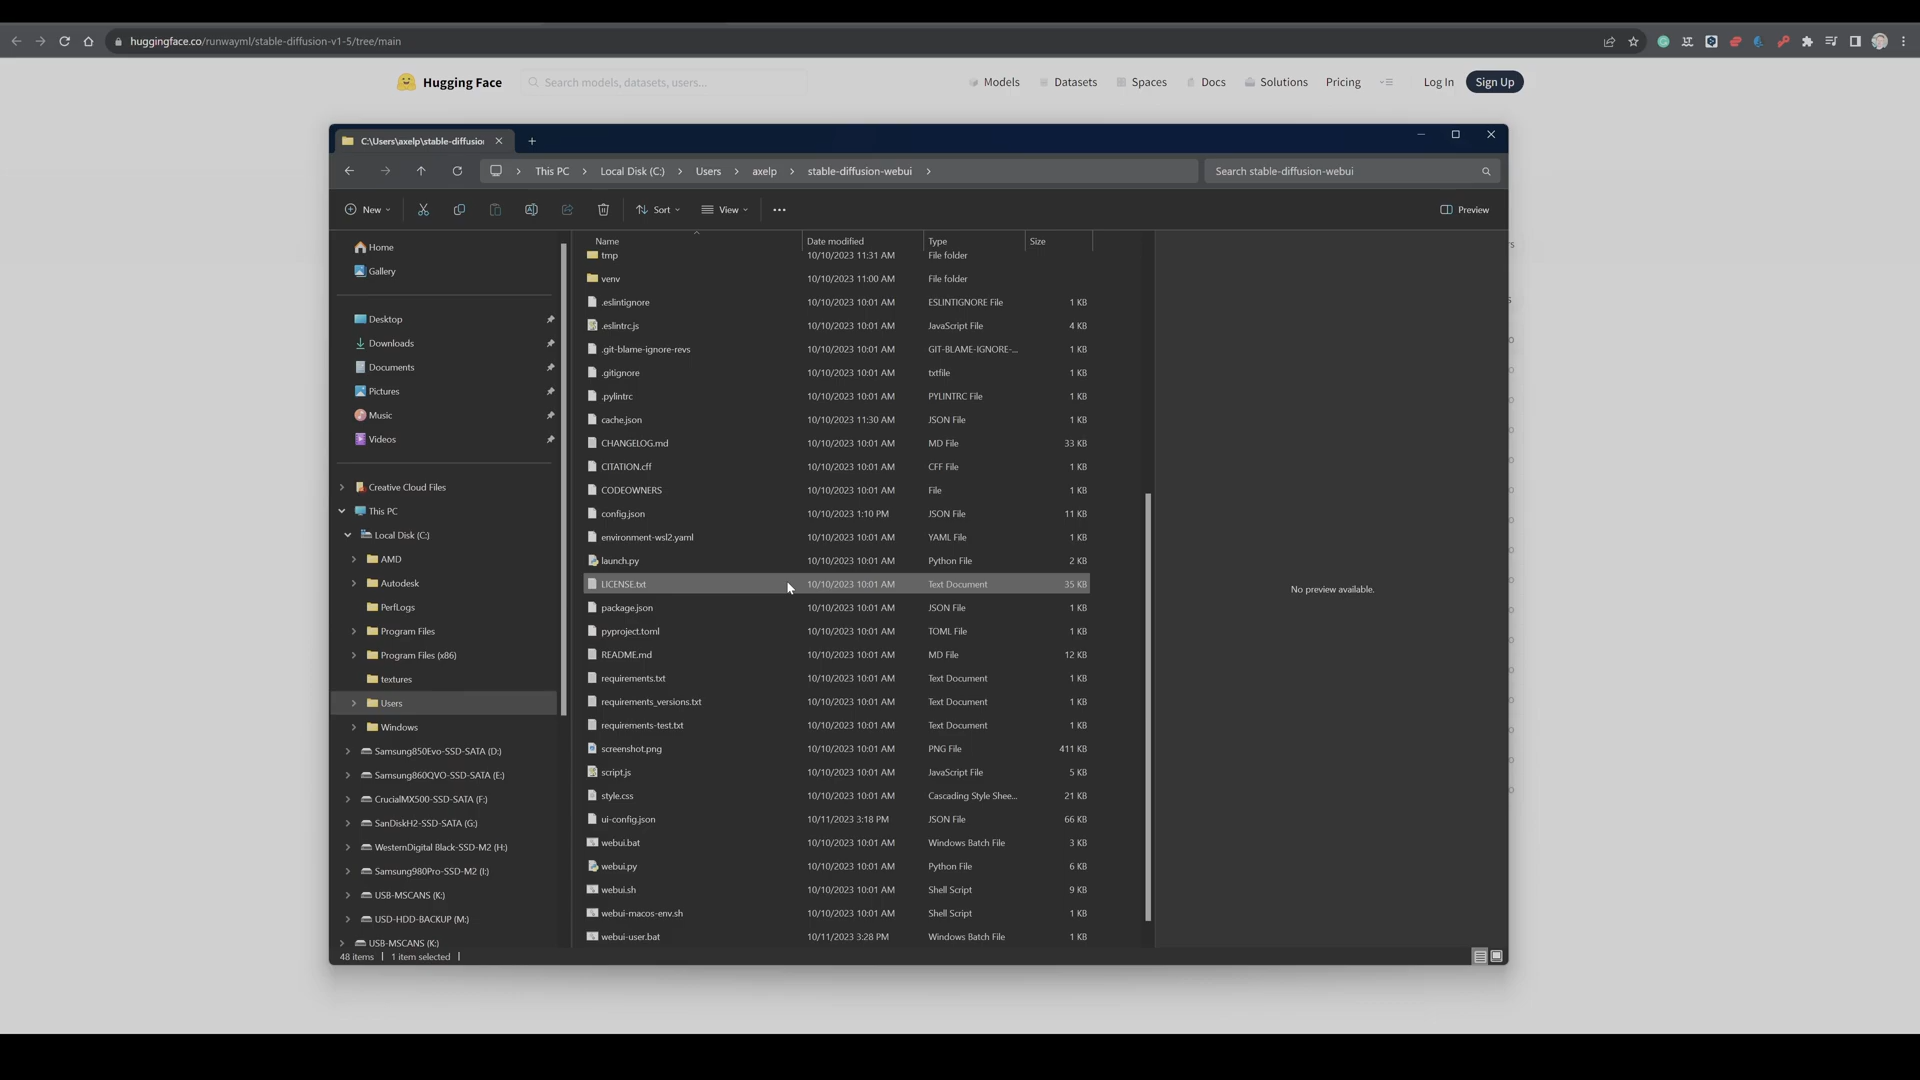 huggingface.co/runwayml/stable-diffusion-v1-5/tree/main
Hugging Face
Search models, datasets, users...
Models
Datasets
Spaces
Docs
Solutions
Pricing
Log In
Sign Up
C:\Users\axelp\stable-diffusion
This PC > Local Disk (C:) > Users > axelp > stable-diffusion-webui >
Search stable-diffusion-webui
New
Sort
View
Preview
Home
Gallery
Desktop
Downloads
Documents
Pictures
Music
Videos
Creative Cloud Files
This PC
Local Disk (C:)
AMD
Autodesk
PerfLogs
Program Files
Program Files (x86)
textures
Users
Windows
Samsung850Evo-SSD-SATA (D:)
Samsung860QVO-SSD-SATA (E:)
CrucialMX500-SSD-SATA (F:)
SanDiskH2-SSD-SATA (G:)
WesternDigital Black-SSD-M2 (H:)
Samsung980Pro-SSD-M2 (I:)
USB-MSCANS (K:)
USD-HDD-BACKUP (M:)
USB-MSCANS (K:)
Name Date modified Type Size
tmp 10/10/2023 11:31 AM File folder
venv 10/10/2023 11:00 AM File folder
.eslintignore 10/10/2023 10:01 AM ESLINTIGNORE File 1 KB
.eslintrc.js 10/10/2023 10:01 AM JavaScript File 4 KB
.git-blame-ignore-revs 10/10/2023 10:01 AM GIT-BLAME-IGNORE-... 1 KB
.gitignore 10/10/2023 10:01 AM txtfile 1 KB
.pylintrc 10/10/2023 10:01 AM PYLINTRC File 1 KB
cache.json 10/10/2023 11:30 AM JSON File 1 KB
CHANGELOG.md 10/10/2023 10:01 AM MD File 33 KB
CITATION.cff 10/10/2023 10:01 AM CFF File 1 KB
CODEOWNERS 10/10/2023 10:01 AM File 1 KB
config.json 10/10/2023 1:10 PM JSON File 11 KB
environment-wsl2.yaml 10/10/2023 10:01 AM YAML File 1 KB
launch.py 10/10/2023 10:01 AM Python File 2 KB
LICENSE.txt 10/10/2023 10:01 AM Text Document 35 KB
package.json 10/10/2023 10:01 AM JSON File 1 KB
pyproject.toml 10/10/2023 10:01 AM TOML File 1 KB
README.md 10/10/2023 10:01 AM MD File 12 KB
requirements.txt 10/10/2023 10:01 AM Text Document 1 KB
requirements_versions.txt 10/10/2023 10:01 AM Text Document 1 KB
requirements-test.txt 10/10/2023 10:01 AM Text Document 1 KB
screenshot.png 10/10/2023 10:01 AM PNG File 411 KB
script.js 10/10/2023 10:01 AM JavaScript File 5 KB
style.css 10/10/2023 10:01 AM Cascading Style Shee... 21 KB
ui-config.json 10/11/2023 3:18 PM JSON File 66 KB
webui.bat 10/10/2023 10:01 AM Windows Batch File 3 KB
webui.py 10/10/2023 10:01 AM Python File 6 KB
webui.sh 10/10/2023 10:01 AM Shell Script 9 KB
webui-macos-env.sh 10/10/2023 10:01 AM Shell Script 1 KB
webui-user.bat 10/11/2023 3:28 PM Windows Batch File 1 KB
No preview available.
48 items
1 item selected